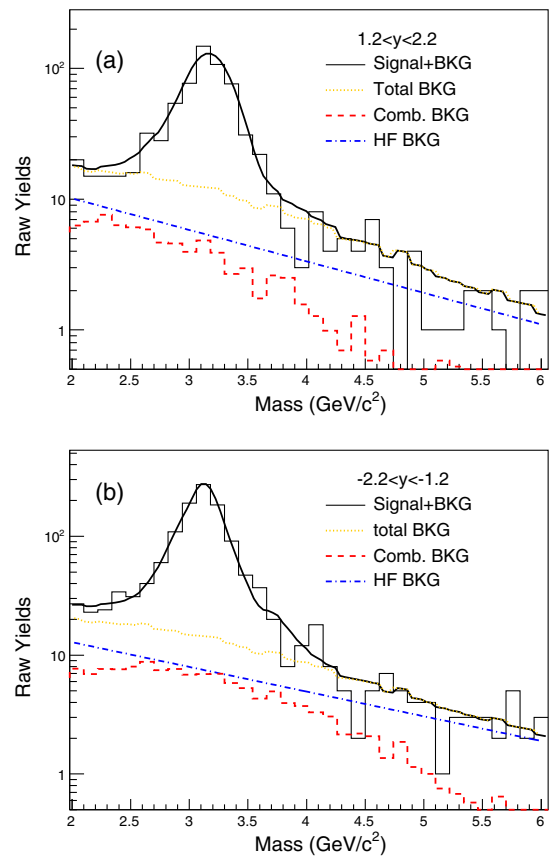 (a)
1.2<y<2.2
Signal+BKG
Total BKG
Comb. BKG
HF BKG
Raw Yields
10²
10
1
2 2.5 3 3.5 4 4.5 5 5.5 6
Mass (GeV/c²)
(b)
-2.2<y<-1.2
Signal+BKG
total BKG
Comb. BKG
HF BKG
Raw Yields
10²
10
1
2 2.5 3 3.5 4 4.5 5 5.5 6
Mass (GeV/c²)